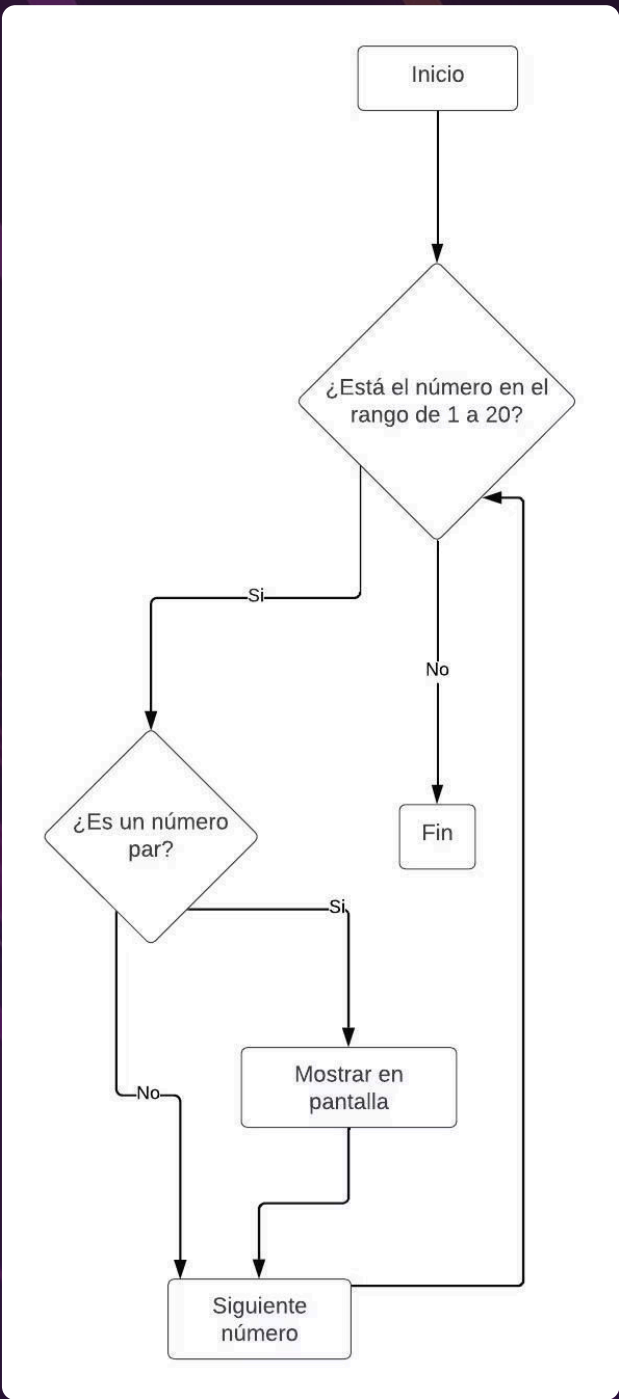 Inicio
¿Está el número en el
rango de 1 a 20?
Si
No
¿Es un número
par?
Fin
Si
Mostrar en
pantalla
No
Siguiente
número